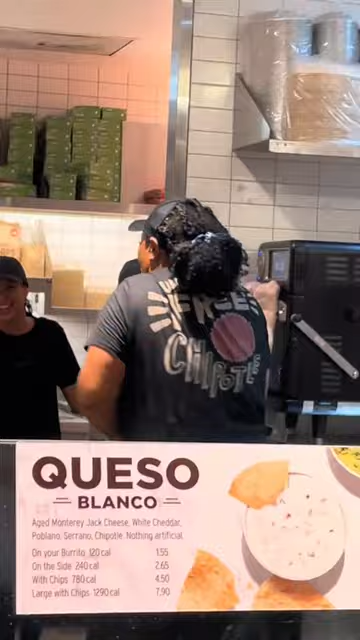 FREE
CHIPOTLE
QUESO
BLANCO
Aged Monterey Jack Cheese, White Cheddar,
Poblano, Serrano, Chipotle. Nothing artificial.
On your Burrito 120 cal 1.55
On the Side 240 cal 2.65
With Chips 780 cal 4.50
Large with Chips 1290 cal 7.90